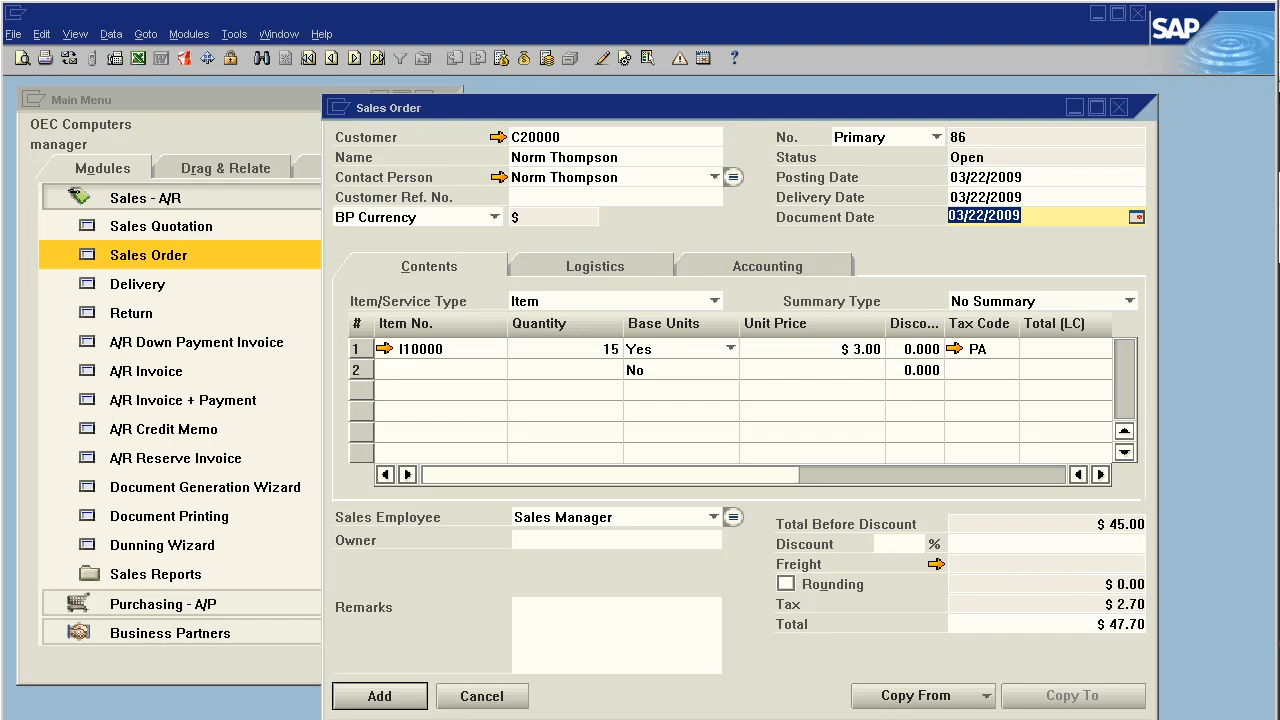 File Edit View Data Goto Modules Tools Window Help
SAP
Main Menu
OEC Computers
manager
Modules Drag & Relate
Sales - A/R
Sales Quotation
Sales Order
Delivery
Return
A/R Down Payment Invoice
A/R Invoice
A/R Invoice + Payment
A/R Credit Memo
A/R Reserve Invoice
Document Generation Wizard
Document Printing
Dunning Wizard
Sales Reports
Purchasing - A/P
Business Partners
Sales Order
Customer C20000
Name Norm Thompson
Contact Person Norm Thompson
Customer Ref. No.
BP Currency $
No. Primary 86
Status Open
Posting Date 03/22/2009
Delivery Date 03/22/2009
Document Date 03/22/2009
Contents Logistics Accounting
Item/Service Type Item Summary Type No Summary
# Item No. Quantity Base Units Unit Price Disco... Tax Code Total (LC)
1 I10000 15 Yes $ 3.00 0.000 PA
2 No 0.000
Sales Employee Sales Manager
Owner
Remarks
Total Before Discount $ 45.00
Discount %
Freight
Rounding $ 0.00
Tax $ 2.70
Total $ 47.70
Add Cancel Copy From Copy To